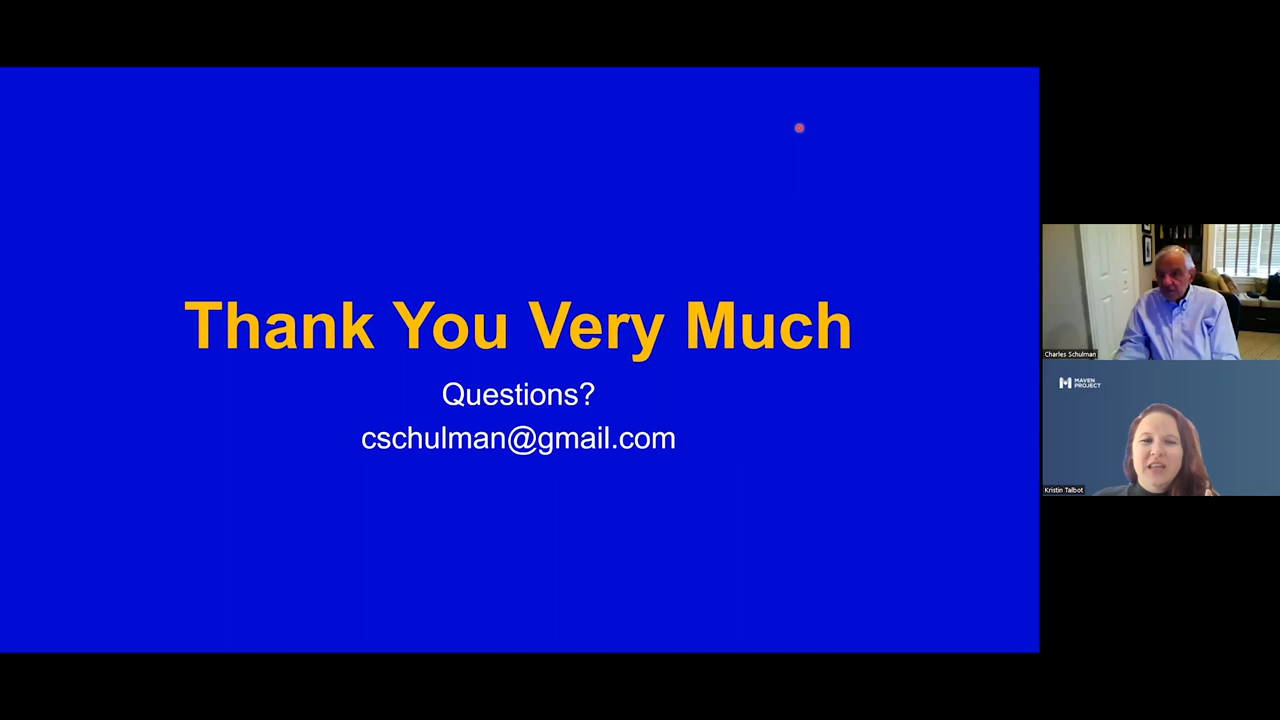 Thank You Very Much
Questions?
cschulman@gmail.com
Charles Schulman
MAVEN
PROJECT
Kristin Talbot